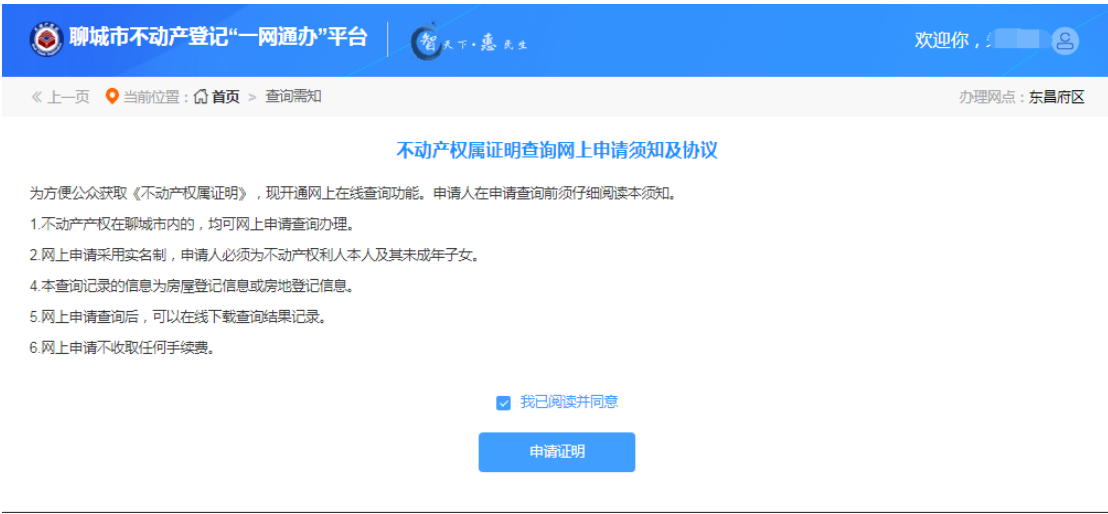 聊城市不动产登记“一网通办”平台
智天下·惠民生
欢迎你，
上一页 当前位置：首页 > 查询需知
办理网点：东昌府区
不动产权属证明查询网上申请须知及协议
为方便公众获取《不动产权属证明》，现开通网上在线查询功能。申请人在申请查询前须仔细阅读本须知。
1.不动产产权在聊城市内的，均可网上申请查询办理。
2.网上申请采用实名制，申请人必须为不动产权利人本人及其未成年子女。
4.本查询记录的信息为房屋登记信息或房地登记信息。
5.网上申请查询后，可以在线下载查询结果记录。
6.网上申请不收取任何手续费。
我已阅读并同意
申请证明